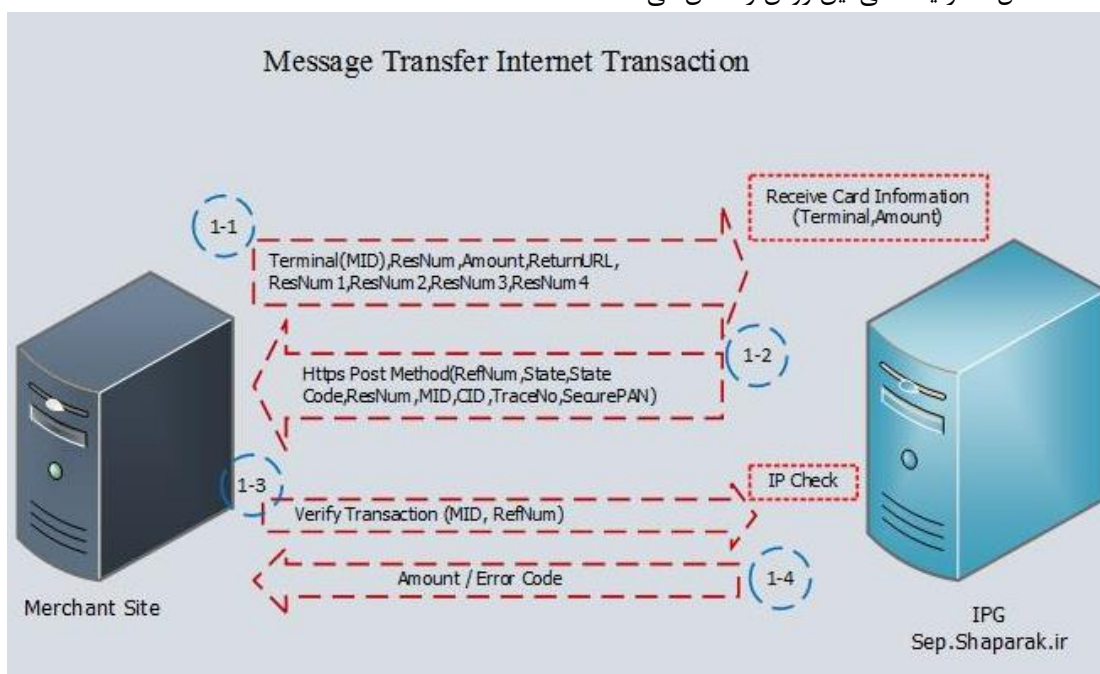 Message Transfer Internet Transaction
Receive Card Information
(Terminal,Amount)
1-1
Terminal(MID),ResNum,Amount,ReturnURL,
ResNum1,ResNum2,ResNum3,ResNum4
1-2
Https Post Method(RefNum,State,State
Code,ResNum,MID,CID,TraceNo,SecurePAN)
1-3
IP Check
Verify Transaction (MID, RefNum)
Amount / Error Code
1-4
Merchant Site
IPG
Sep.Shaparak.ir